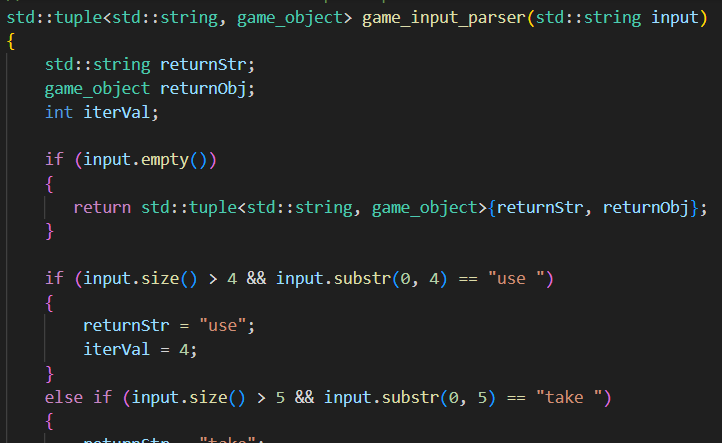 std::tuple<std::string, game_object> game_input_parser(std::string input)
{
    std::string returnStr;
    game_object returnObj;
    int iterVal;

    if (input.empty())
    {
       return std::tuple<std::string, game_object>{returnStr, returnObj};
    }

    if (input.size() > 4 && input.substr(0, 4) == "use ")
    {
        returnStr = "use";
        iterVal = 4;
    }
    else if (input.size() > 5 && input.substr(0, 5) == "take ")
    {
        returnStr = "take";